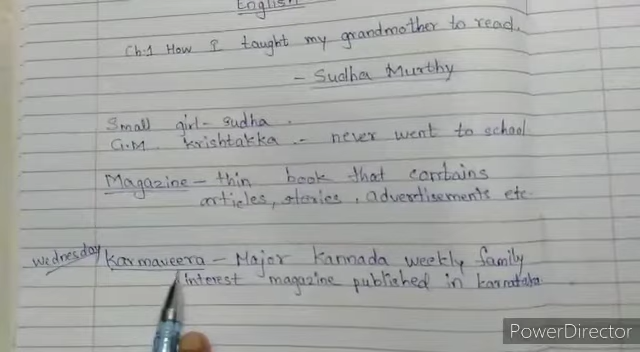 English
Ch.1 How I taught my grandmother to read.
- Sudha Murthy
Small girl - Sudha.
G.M. Krishtakka - never went to school
Magazine - thin book that contains
articles, stories, advertisements etc.
Wednesday Karmaveera - Major Kannada weekly family
interest magazine published in Karnataka
PowerDirector